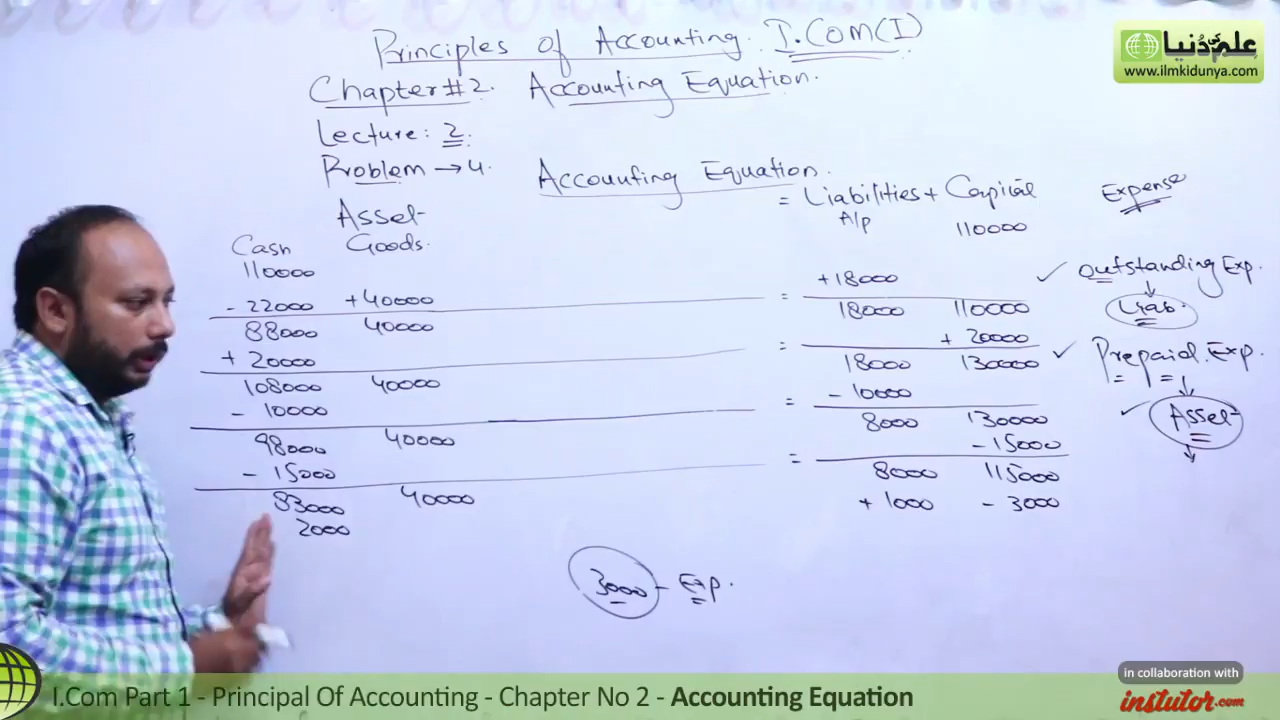 Principles of Accounting. I.COM(I)
علم کی دُنیا
www.ilmkidunya.com
Chapter#2. Accounting Equation.
Lecture: 2.
Problem → 4. Accounting Equation.
Asset = Liabilities + Capital Expense
Cash Goods. A/p 110000
110000 +18000 Outstanding Exp.
- 22000 +40000 = 18000 110000 Liab.
88000 40000
+ 20000 = + 20000
108000 40000 18000 130000 Prepaid. Exp.
- 10000 = - 10000
98000 40000 8000 130000 Asset
- 15000 = - 15000
83000 40000 8000 115000
2000 + 1000 - 3000
3000 - Exp.
in collaboration with
instutor.com
I.Com Part 1 - Principal Of Accounting - Chapter No 2 - Accounting Equation